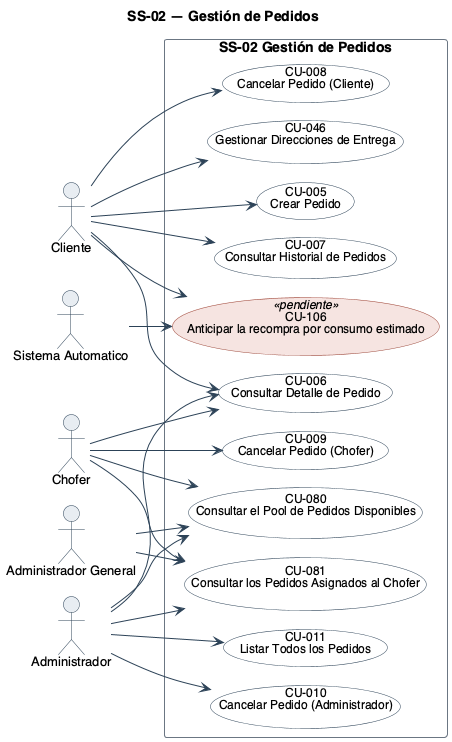 SS-02 — Gestión de Pedidos
SS-02 Gestión de Pedidos
CU-008
Cancelar Pedido (Cliente)
CU-046
Gestionar Direcciones de Entrega
CU-005
Crear Pedido
Cliente
CU-007
Consultar Historial de Pedidos
«pendiente»
CU-106
Anticipar la recompra por consumo estimado
Sistema Automatico
CU-006
Consultar Detalle de Pedido
CU-009
Cancelar Pedido (Chofer)
Chofer
CU-080
Consultar el Pool de Pedidos Disponibles
Administrador General
CU-081
Consultar los Pedidos Asignados al Chofer
CU-011
Listar Todos los Pedidos
Administrador
CU-010
Cancelar Pedido (Administrador)